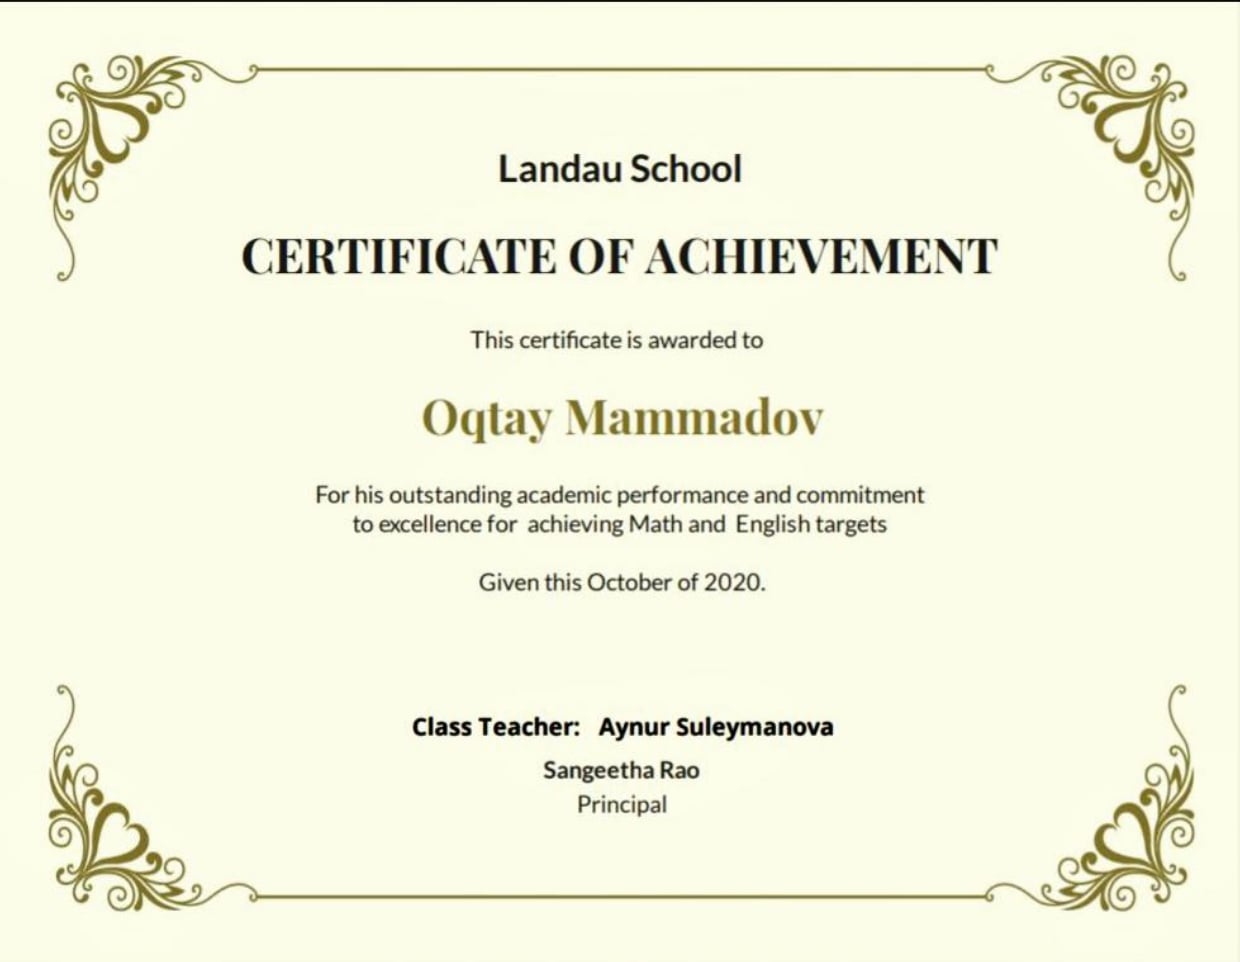 Landau School
CERTIFICATE OF ACHIEVEMENT
This certificate is awarded to
Oqtay Mammadov
For his outstanding academic performance and commitment
to excellence for achieving Math and English targets
Given this October of 2020.
Class Teacher: Aynur Suleymanova
Sangeetha Rao
Principal